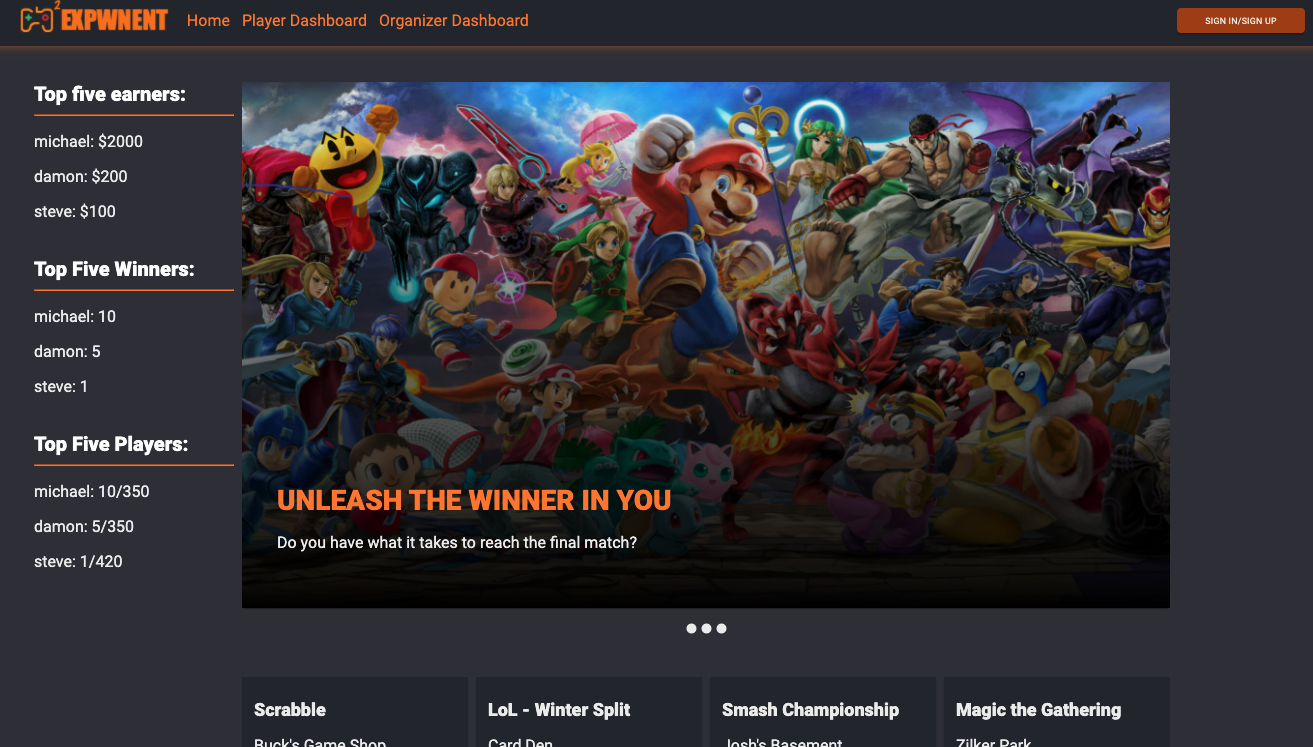 2
EXPWNENT
Home Player Dashboard Organizer Dashboard
SIGN IN/SIGN UP
Top five earners:
michael: $2000
damon: $200
steve: $100
Top Five Winners:
michael: 10
damon: 5
steve: 1
Top Five Players:
michael: 10/350
damon: 5/350
steve: 1/420
UNLEASH THE WINNER IN YOU
Do you have what it takes to reach the final match?
Scrabble
Buck's Game Shop
LoL - Winter Split
Card Den
Smash Championship
Josh's Basement
Magic the Gathering
Zilker Park